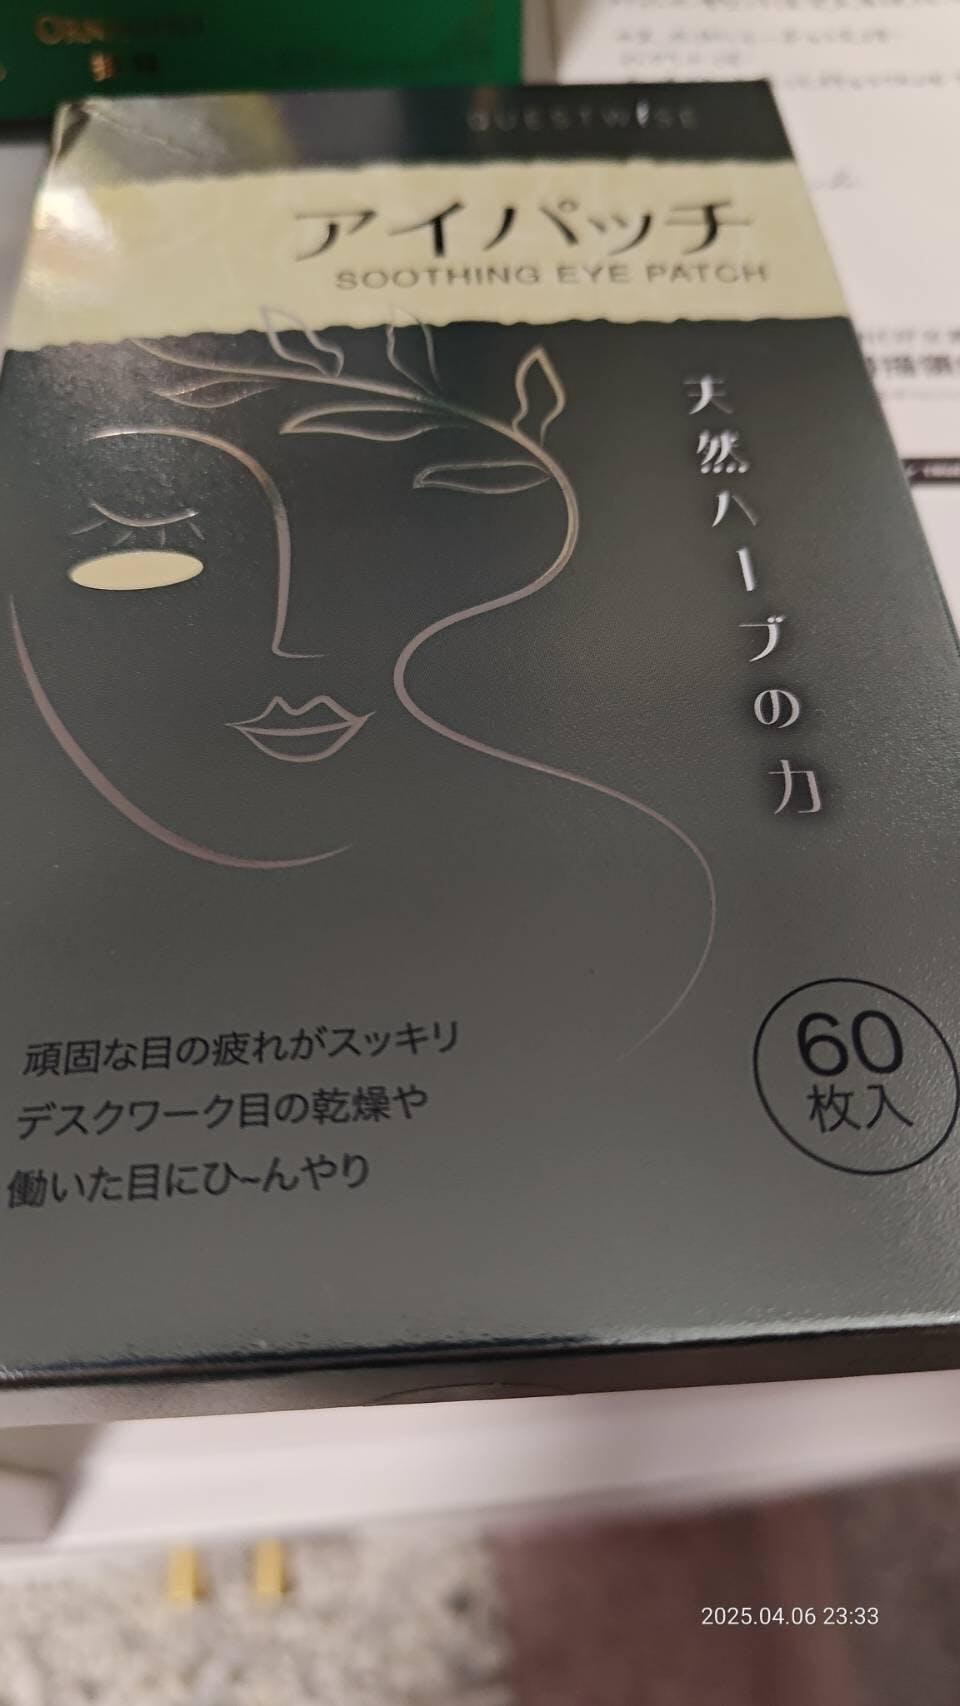 QUESTWISE
アイパッチ
SOOTHING EYE PATCH
天然ハーブの力
頑固な目の疲れがスッキリ
デスクワーク目の乾燥や
働いた目にひ~んやり
60
枚入
2025.04.06 23:33